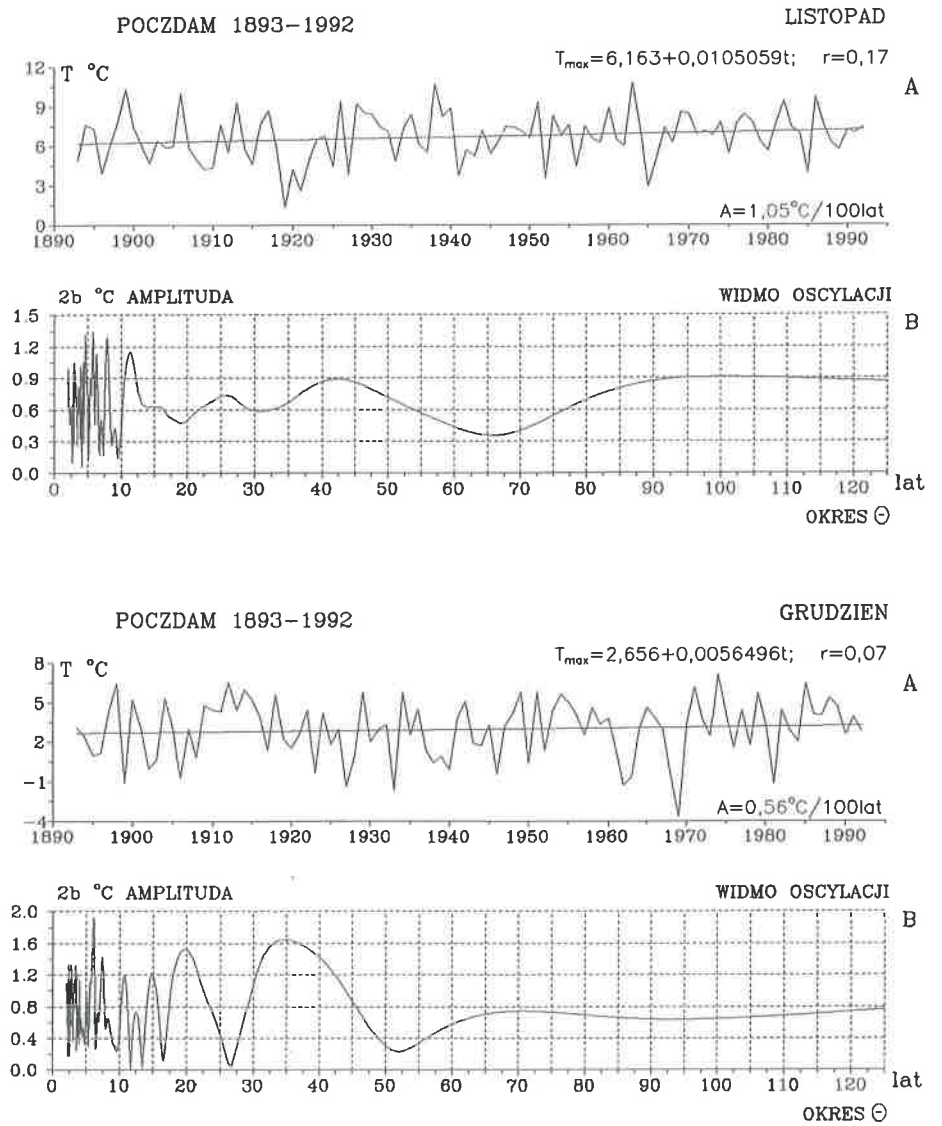 POCZDAM 1893-1992
LISTOPAD
Tmax=6,163+0,0105059t; r=0,17
T °C
A
12
9
6
3
0
A=1,05°C/100lat
1890 1900 1910 1920 1930 1940 1950 1960 1970 1980 1990
2b °C AMPLITUDA
WIDMO OSCYLACJI
B
1.5
1.2
0.9
0.6
0.3
0.0
0 10 20 30 40 50 60 70 80 90 100 110 120 lat
OKRES Θ
POCZDAM 1893-1992
GRUDZIEN
Tmax=2,656+0,0056496t; r=0,07
T °C
A
8
5
2
-1
-4
A=0,56°C/100lat
1890 1900 1910 1920 1930 1940 1950 1960 1970 1980 1990
2b °C AMPLITUDA
WIDMO OSCYLACJI
B
2.0
1.6
1.2
0.8
0.4
0.0
0 10 20 30 40 50 60 70 80 90 100 110 120 lat
OKRES Θ